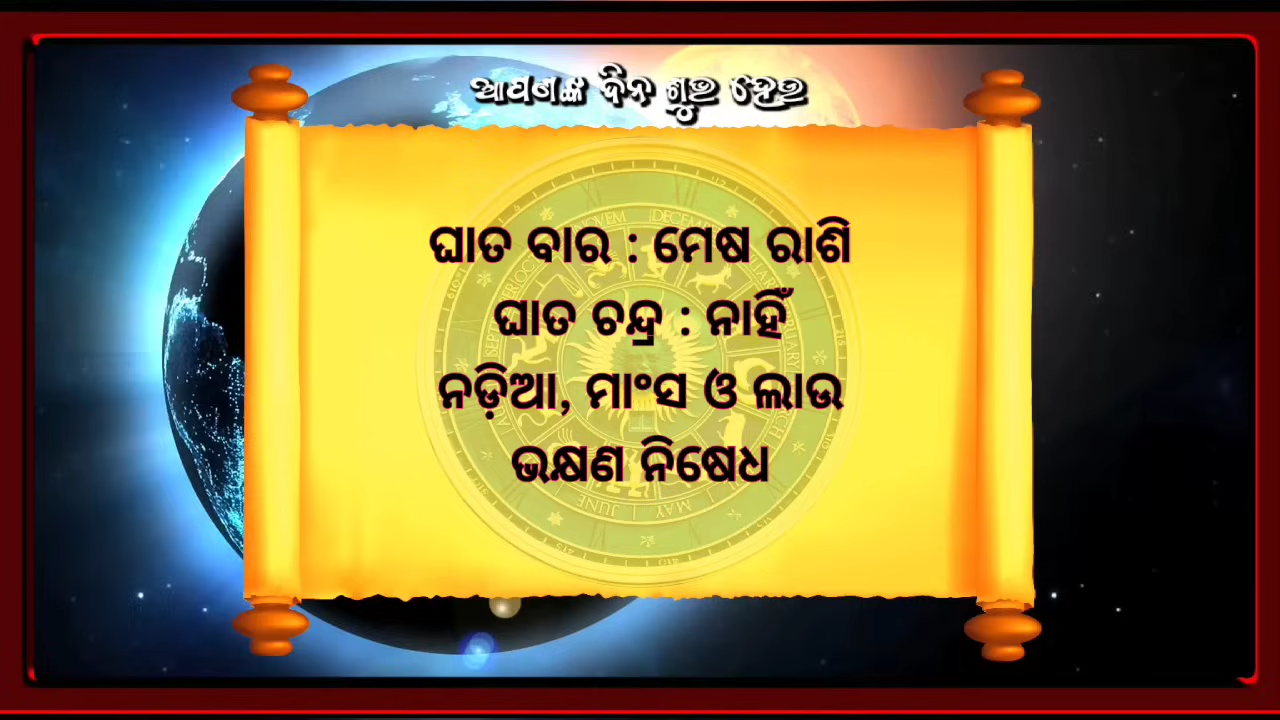 ଆପଣଙ୍କ ଦିନ ଶୁଭ ହେଉ
ଘାତ ବାର : ମେଷ ରାଶି
ଘାତ ଚନ୍ଦ୍ର : ନାହିଁ
ନଡ଼ିଆ, ମାଂସ ଓ ଲାଉ
ଭକ୍ଷଣ ନିଷେଧ